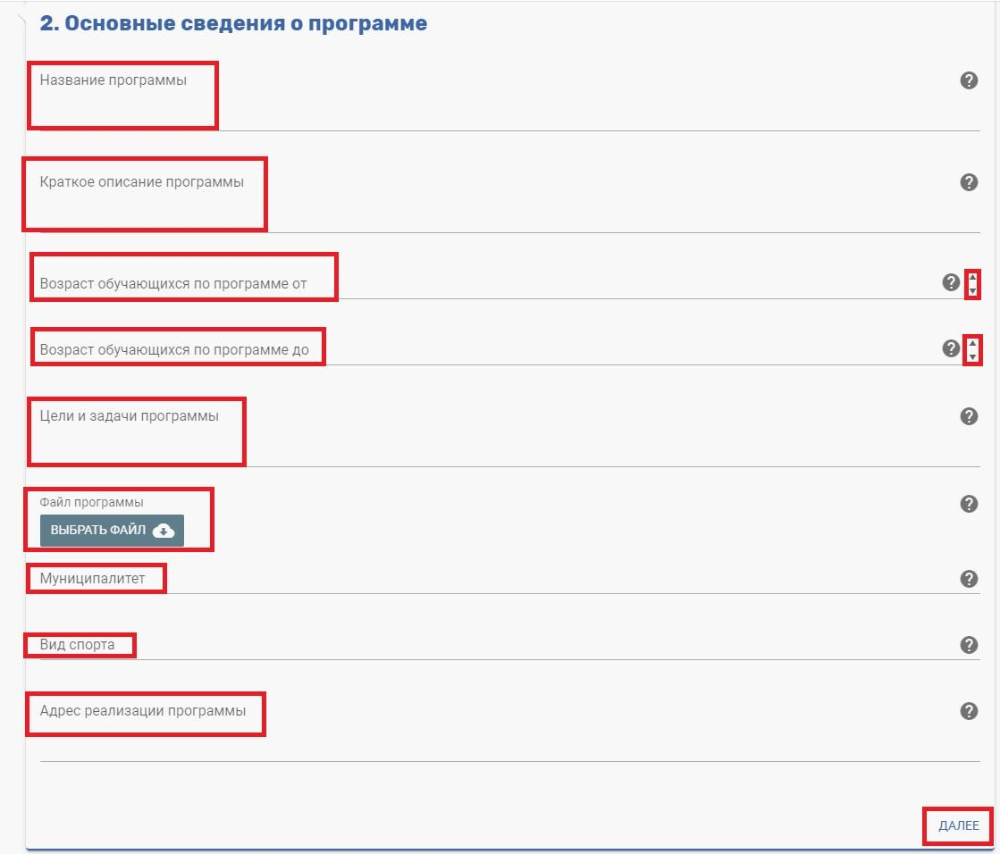 2. Основные сведения о программе
Название программы
Краткое описание программы
Возраст обучающихся по программе от
Возраст обучающихся по программе до
Цели и задачи программы
Файл программы
ВЫБРАТЬ ФАЙЛ
Муниципалитет
Вид спорта
Адрес реализации программы
ДАЛЕЕ